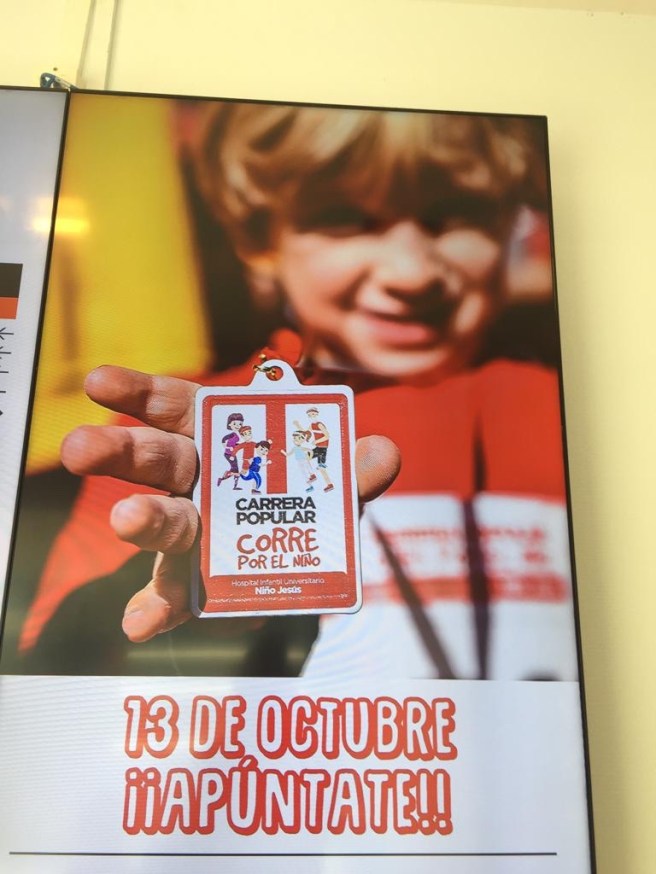 CARRERA
POPULAR
CORRE
POR EL NIÑO
Hospital Infantil Universitario
Niño Jesús
13 DE OCTUBRE
¡¡APÚNTATE!!